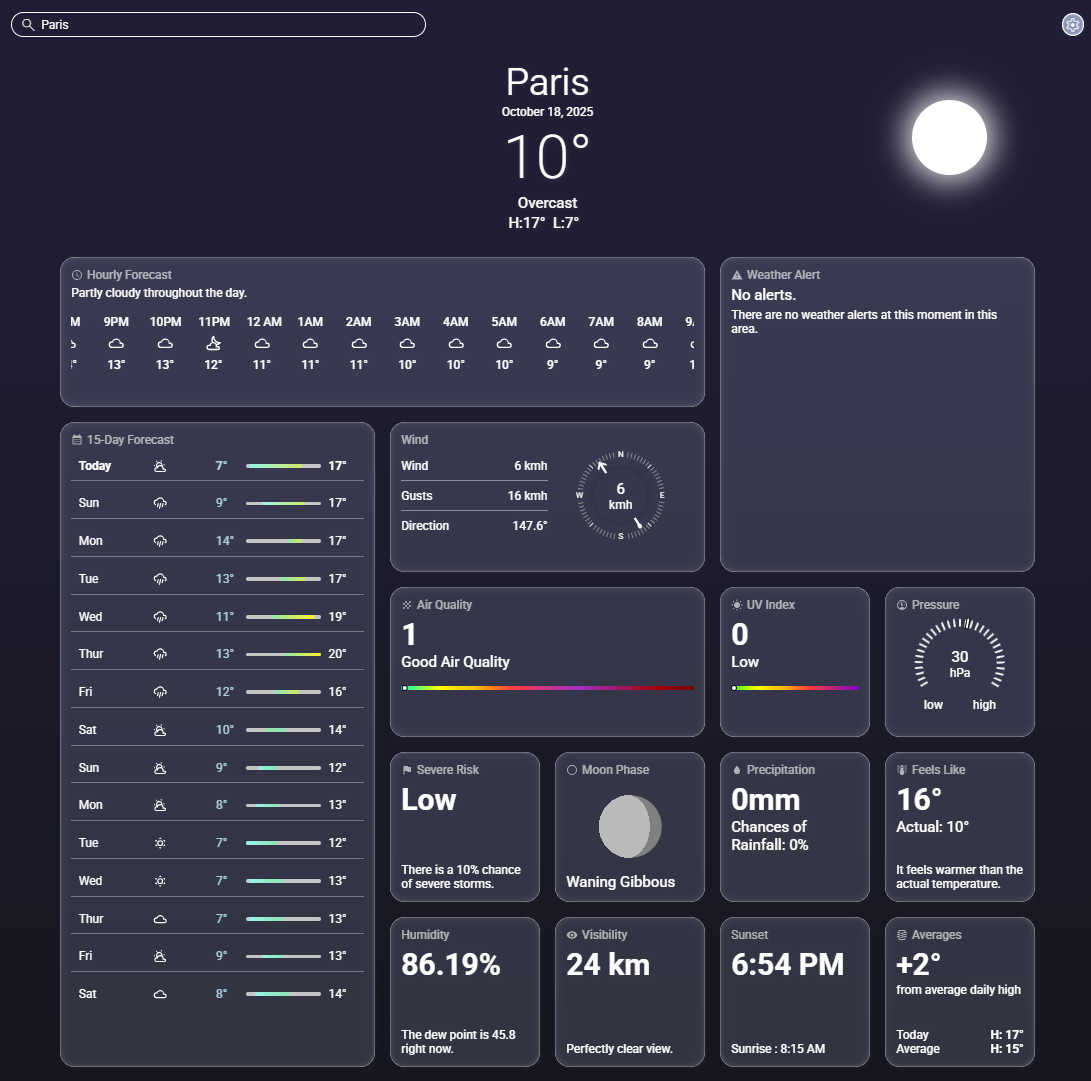 Paris
Paris
October 18, 2025
10°
Overcast
H:17° L:7°
Hourly Forecast
Partly cloudy throughout the day.
9PM 10PM 11PM 12 AM 1AM 2AM 3AM 4AM 5AM 6AM 7AM 8AM
13° 13° 12° 11° 11° 11° 10° 10° 10° 9° 9° 9°
Weather Alert
No alerts.
There are no weather alerts at this moment in this
area.
15-Day Forecast
Today 7° 17°
Sun 9° 17°
Mon 14° 17°
Tue 13° 17°
Wed 11° 19°
Thur 13° 20°
Fri 12° 16°
Sat 10° 14°
Sun 9° 12°
Mon 8° 13°
Tue 7° 12°
Wed 7° 13°
Thur 7° 13°
Fri 9° 13°
Sat 8° 14°
Wind
Wind 6 kmh
Gusts 16 kmh
Direction 147.6°
N
W
E
S
6
kmh
Air Quality
1
Good Air Quality
UV Index
0
Low
Pressure
30
hPa
low high
Severe Risk
Low
There is a 10% chance
of severe storms.
Moon Phase
Waning Gibbous
Precipitation
0mm
Chances of
Rainfall: 0%
Feels Like
16°
Actual: 10°
It feels warmer than the
actual temperature.
Humidity
86.19%
The dew point is 45.8
right now.
Visibility
24 km
Perfectly clear view.
Sunset
6:54 PM
Sunrise : 8:15 AM
Averages
+2°
from average daily high
Today H: 17°
Average H: 15°